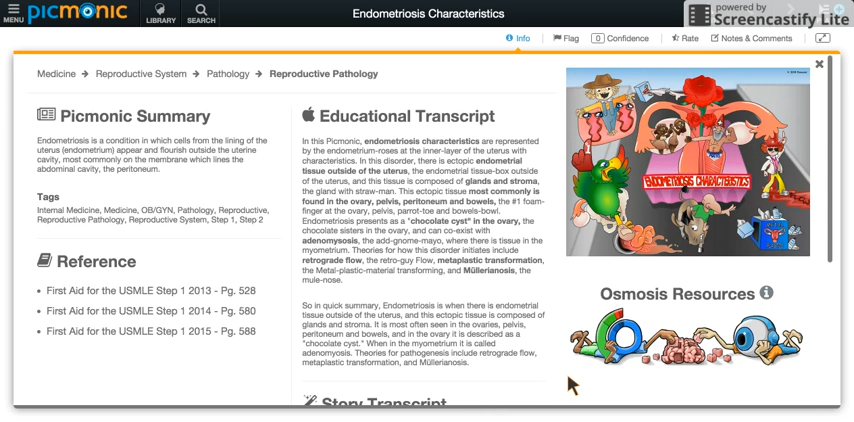 MENU
picmonic
LIBRARY
SEARCH
Endometriosis Characteristics
powered by
Screencastify Lite
Info
Flag
0 Confidence
Rate
Notes & Comments
Medicine → Reproductive System → Pathology → Reproductive Pathology
Picmonic Summary
Endometriosis is a condition in which cells from the lining of the
uterus (endometrium) appear and flourish outside the uterine
cavity, most commonly on the membrane which lines the
abdominal cavity, the peritoneum.
Tags
Internal Medicine, Medicine, OB/GYN, Pathology, Reproductive,
Reproductive Pathology, Reproductive System, Step 1, Step 2
Reference
First Aid for the USMLE Step 1 2013 - Pg. 528
First Aid for the USMLE Step 1 2014 - Pg. 580
First Aid for the USMLE Step 1 2015 - Pg. 588
Educational Transcript
In this Picmonic, endometriosis characteristics are represented
by the endometrium-roses at the inner-layer of the uterus with
characteristics. In this disorder, there is ectopic endometrial
tissue outside of the uterus, the endometrial tissue-box outside
of the uterus, and this tissue is composed of glands and stroma,
the gland with straw-man. This ectopic tissue most commonly is
found in the ovary, pelvis, peritoneum and bowels, the #1 foam-
finger at the ovary, pelvis, parrot-toe and bowels-bowl.
Endometriosis presents as a "chocolate cyst" in the ovary, the
chocolate sisters in the ovary, and can co-exist with
adenomysosis, the add-gnome-mayo, where there is tissue in the
myometrium. Theories for how this disorder initiates include
retrograde flow, the retro-guy Flow, metaplastic transformation,
the Metal-plastic-material transforming, and Müllerianosis, the
mule-nose.
So in quick summary, Endometriosis is when there is endometrial
tissue outside of the uterus, and this ectopic tissue is composed of
glands and stroma. It is most often seen in the ovaries, pelvis,
peritoneum and bowels, and in the ovary it is described as a
"chocolate cyst." When in the myometrium it is called
adenomyosis. Theories for pathogenesis include retrograde flow,
metaplastic transformation, and Müllerianosis.
Story Transcript
ENDOMETRIOSIS CHARACTERISTICS
Osmosis Resources